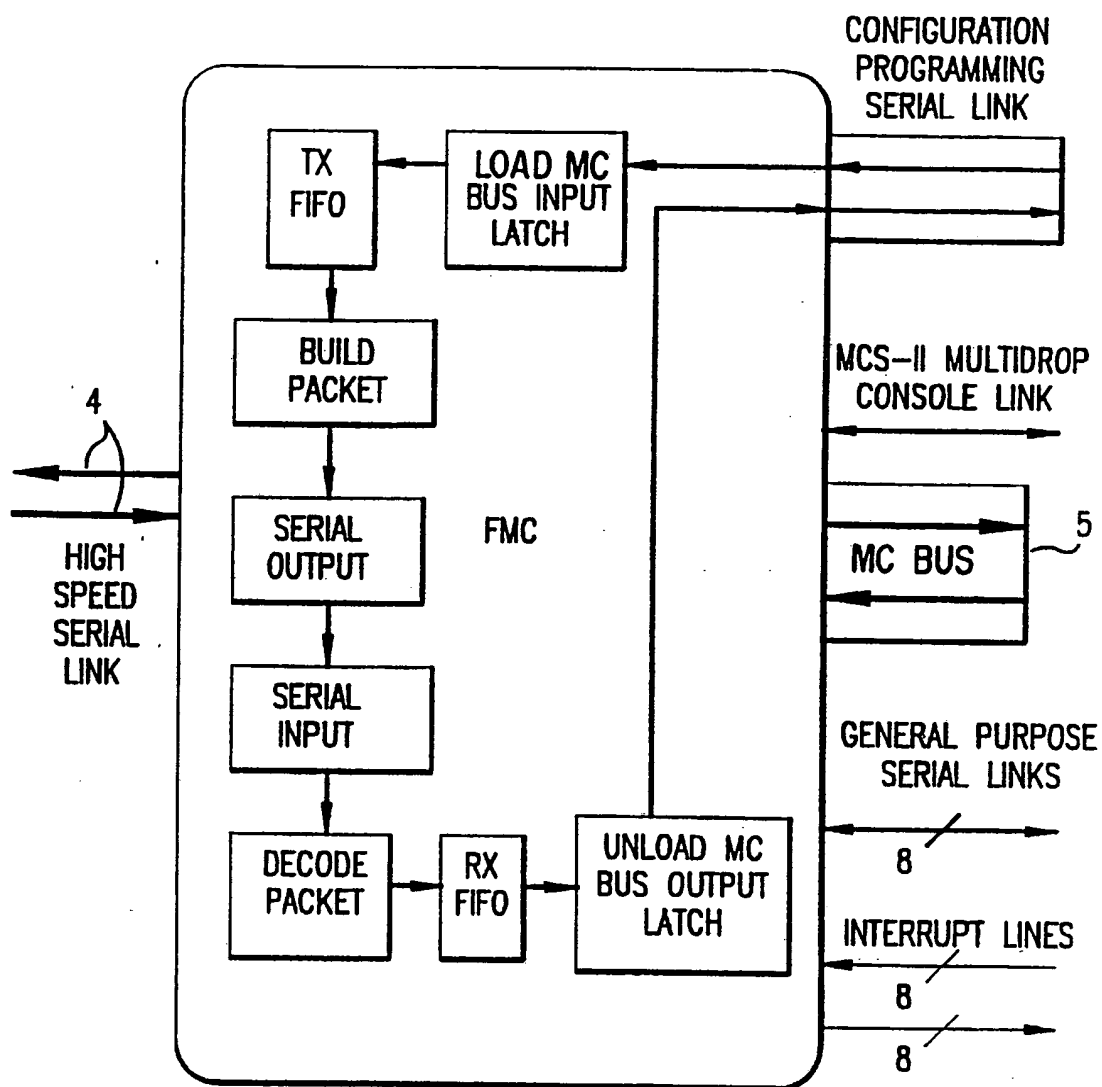 CONFIGURATION
PROGRAMMING
SERIAL LINK
TX
FIFO
LOAD MC
BUS INPUT
LATCH
BUILD
PACKET
MCS-II MULTIDROP
CONSOLE LINK
4
HIGH
SPEED
SERIAL
LINK
SERIAL
OUTPUT
FMC
MC BUS
5
SERIAL
INPUT
GENERAL PURPOSE
SERIAL LINKS
8
DECODE
PACKET
RX
FIFO
UNLOAD MC
BUS OUTPUT
LATCH
INTERRUPT LINES
8
8